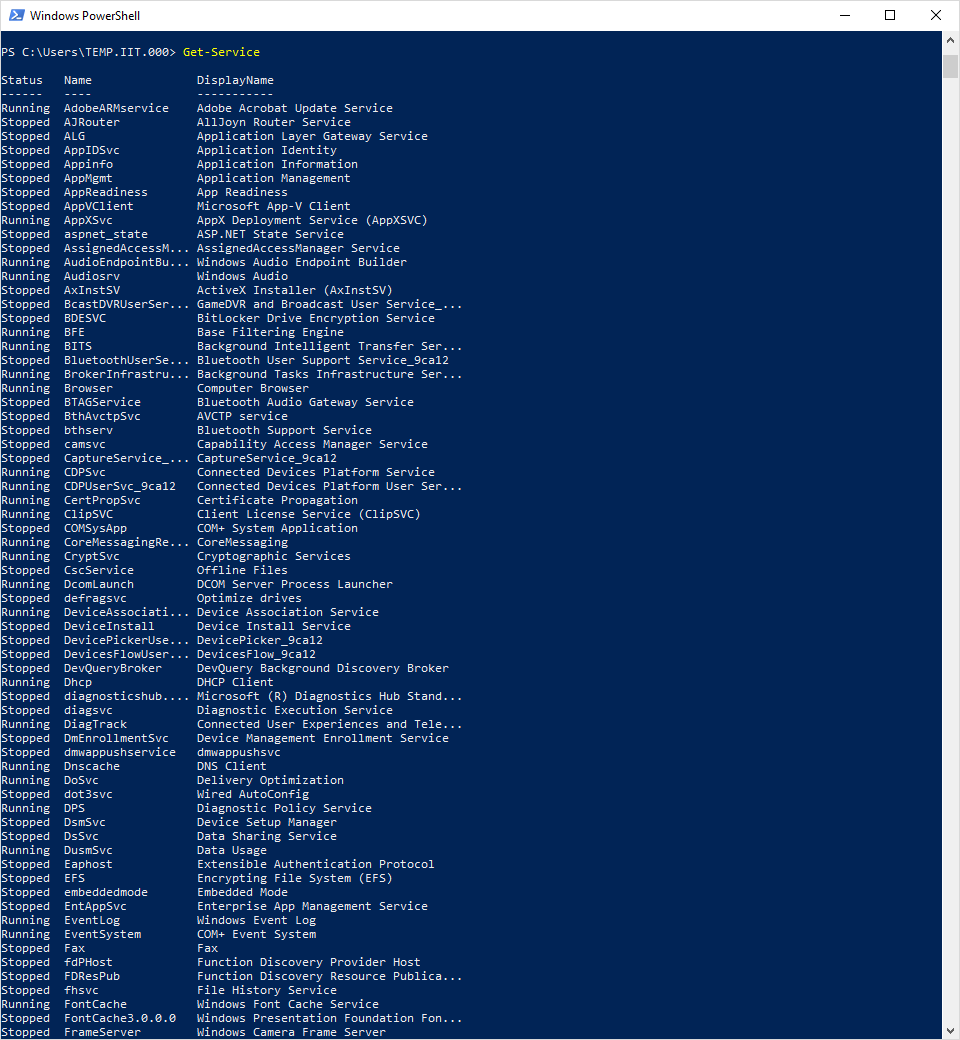 Windows PowerShell
PS C:\Users\TEMP.IIT.000> Get-Service
Status   Name               DisplayName
------   ----               -----------
Running  AdobeARMservice    Adobe Acrobat Update Service
Stopped  AJRouter           AllJoyn Router Service
Stopped  ALG                Application Layer Gateway Service
Stopped  AppIDSvc           Application Identity
Stopped  Appinfo            Application Information
Stopped  AppMgmt            Application Management
Stopped  AppReadiness       App Readiness
Stopped  AppVClient         Microsoft App-V Client
Running  AppXSvc            AppX Deployment Service (AppXSVC)
Stopped  aspnet_state       ASP.NET State Service
Stopped  AssignedAccessM... AssignedAccessManager Service
Running  AudioEndpointBu... Windows Audio Endpoint Builder
Running  Audiosrv           Windows Audio
Stopped  AxInstSV           ActiveX Installer (AxInstSV)
Stopped  BcastDVRUserSer... GameDVR and Broadcast User Service_...
Stopped  BDESVC             BitLocker Drive Encryption Service
Running  BFE                Base Filtering Engine
Running  BITS               Background Intelligent Transfer Ser...
Stopped  BluetoothUserSe... Bluetooth User Support Service_9ca12
Running  BrokerInfrastru... Background Tasks Infrastructure Ser...
Running  Browser            Computer Browser
Stopped  BTAGService        Bluetooth Audio Gateway Service
Stopped  BthAvctpSvc        AVCTP service
Stopped  bthserv            Bluetooth Support Service
Stopped  camsvc             Capability Access Manager Service
Stopped  CaptureService_... CaptureService_9ca12
Running  CDPSvc             Connected Devices Platform Service
Running  CDPUserSvc_9ca12   Connected Devices Platform User Ser...
Running  CertPropSvc        Certificate Propagation
Running  ClipSVC            Client License Service (ClipSVC)
Stopped  COMSysApp          COM+ System Application
Running  CoreMessagingRe... CoreMessaging
Running  CryptSvc           Cryptographic Services
Stopped  CscService         Offline Files
Running  DcomLaunch         DCOM Server Process Launcher
Stopped  defragsvc          Optimize drives
Running  DeviceAssociati... Device Association Service
Stopped  DeviceInstall      Device Install Service
Stopped  DevicePickerUse... DevicePicker_9ca12
Stopped  DevicesFlowUser... DevicesFlow_9ca12
Stopped  DevQueryBroker     DevQuery Background Discovery Broker
Running  Dhcp               DHCP Client
Stopped  diagnosticshub.... Microsoft (R) Diagnostics Hub Stand...
Stopped  diagsvc            Diagnostic Execution Service
Running  DiagTrack          Connected User Experiences and Tele...
Stopped  DmEnrollmentSvc    Device Management Enrollment Service
Stopped  dmwappushservice   dmwappushsvc
Running  Dnscache           DNS Client
Running  DoSvc              Delivery Optimization
Stopped  dot3svc            Wired AutoConfig
Running  DPS                Diagnostic Policy Service
Stopped  DsmSvc             Device Setup Manager
Stopped  DsSvc              Data Sharing Service
Running  DusmSvc            Data Usage
Stopped  Eaphost            Extensible Authentication Protocol
Stopped  EFS                Encrypting File System (EFS)
Stopped  embeddedmode       Embedded Mode
Stopped  EntAppSvc          Enterprise App Management Service
Running  EventLog           Windows Event Log
Running  EventSystem        COM+ Event System
Stopped  Fax                Fax
Stopped  fdPHost            Function Discovery Provider Host
Stopped  FDResPub           Function Discovery Resource Publica...
Stopped  fhsvc              File History Service
Running  FontCache          Windows Font Cache Service
Stopped  FontCache3.0.0.0   Windows Presentation Foundation Fon...
Stopped  FrameServer        Windows Camera Frame Server